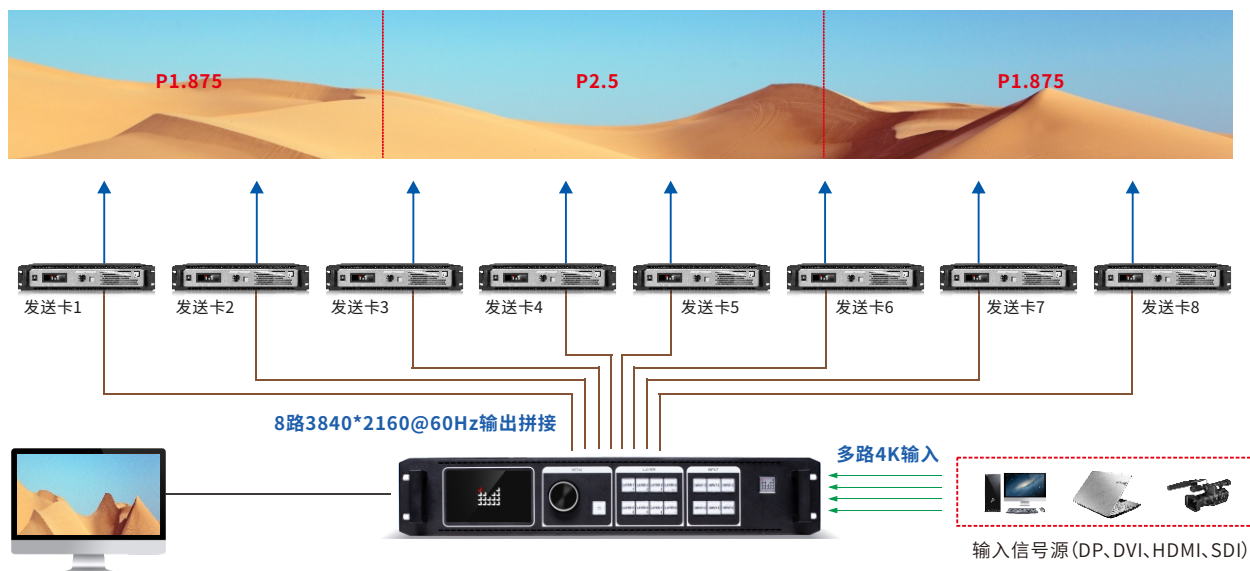 P1.875
P2.5
P1.875
发送卡1
发送卡2
发送卡3
发送卡4
发送卡5
发送卡6
发送卡7
发送卡8
8路3840*2160@60Hz输出拼接
多路4K输入
MENU
LAYER
INPUT
输入信号源(DP、DVI、HDMI、SDI)